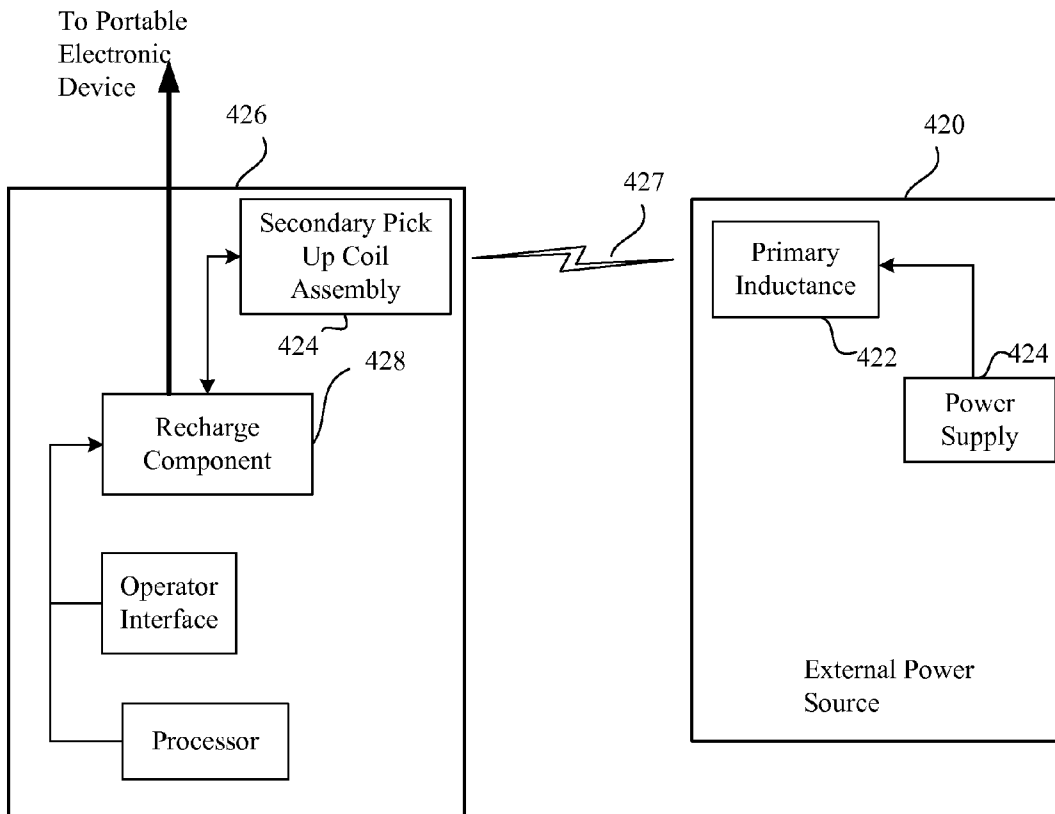 To Portable
Electronic
Device
426
420
427
Secondary Pick
Up Coil
Assembly
424
Primary
Inductance
422
424
Power
Supply
428
Recharge
Component
Operator
Interface
Processor
External Power
Source